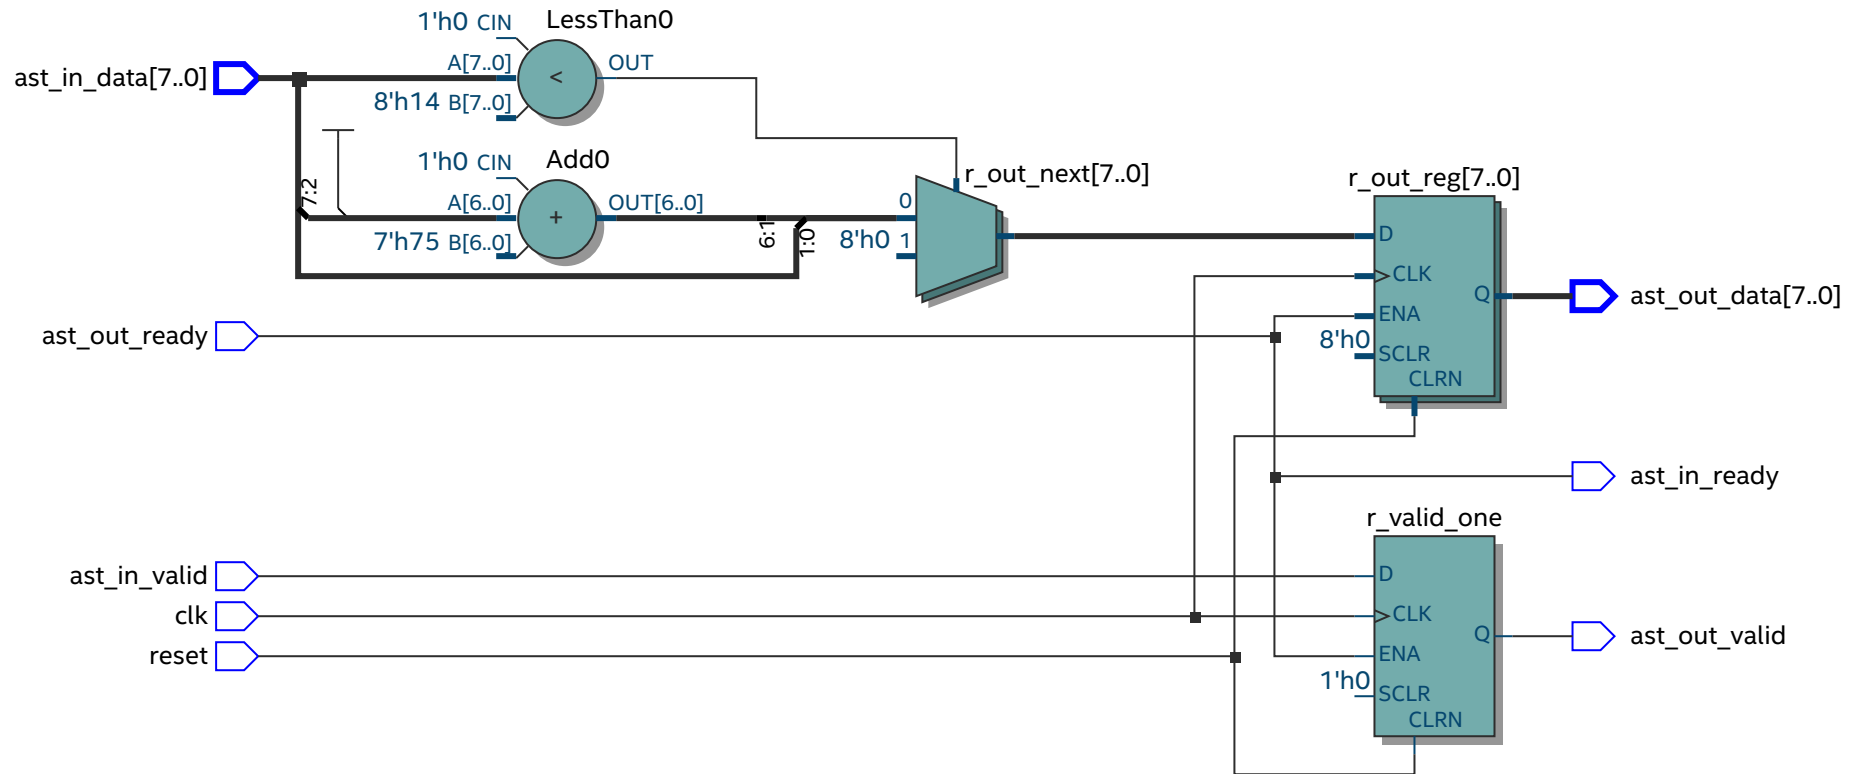 LessThan0
1'h0 CIN
A[7..0]
8'h14 B[7..0]
<
OUT
ast_in_data[7..0]
7:2
Add0
1'h0 CIN
A[6..0]
7'h75 B[6..0]
+
OUT[6..0]
6:1
1:0
r_out_next[7..0]
0
8'h0 1
r_out_reg[7..0]
D
CLK
ENA
8'h0
SCLR
CLRN
Q
ast_out_data[7..0]
ast_out_ready
ast_in_ready
r_valid_one
ast_in_valid
clk
reset
D
CLK
ENA
1'h0
SCLR
CLRN
Q
ast_out_valid